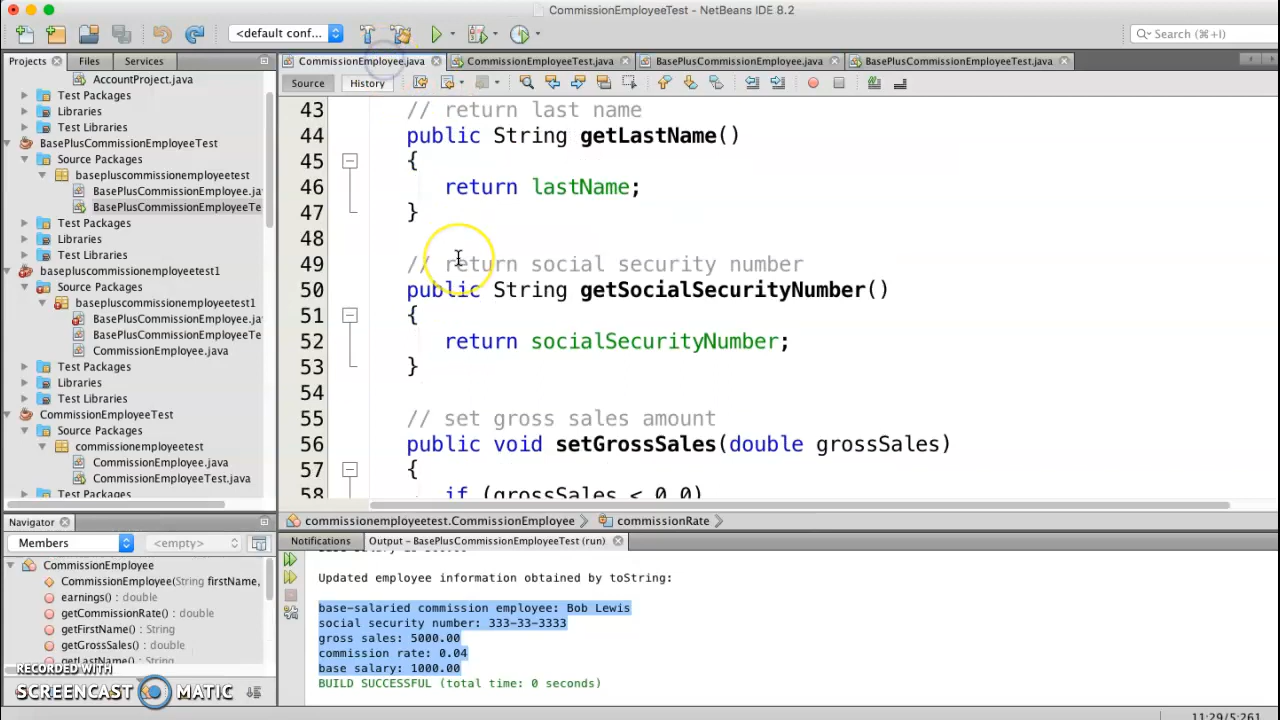 CommissionEmployeeTest - NetBeans IDE 8.2
<default conf...
Search (⌘+I)
Projects
Files
Services
CommissionEmployee.java
CommissionEmployeeTest.java
BasePlusCommissionEmployee.java
BasePlusCommissionEmployeeTest.java
Source
History
AccountProject.java
Test Packages
Libraries
Test Libraries
BasePlusCommissionEmployeeTest
Source Packages
basepluscommissionemployeetest
BasePlusCommissionEmployee.ja
BasePlusCommissionEmployeeTe
Test Packages
Libraries
Test Libraries
basepluscommissionemployeetest1
Source Packages
basepluscommissionemployeetest1
BasePlusCommissionEmployee.ja
BasePlusCommissionEmployeeTe
CommissionEmployee.java
Test Packages
Libraries
Test Libraries
CommissionEmployeeTest
Source Packages
commissionemployeetest
CommissionEmployee.java
CommissionEmployeeTest.java
Test Packages
43 // return last name
44 public String getLastName()
45 {
46 return lastName;
47 }
48
49 // return social security number
50 public String getSocialSecurityNumber()
51 {
52 return socialSecurityNumber;
53 }
54
55 // set gross sales amount
56 public void setGrossSales(double grossSales)
57 {
58 if (grossSales < 0.0)
commissionemployeetest.CommissionEmployee
commissionRate
Navigator
Members
<empty>
CommissionEmployee
CommissionEmployee(String firstName,
earnings() : double
getCommissionRate() : double
getFirstName() : String
getGrossSales() : double
getLastName() : String
RECORDED WITH
SCREENCAST MATIC
Notifications
Output - BasePlusCommissionEmployeeTest (run)
Updated employee information obtained by toString:
base-salaried commission employee: Bob Lewis
social security number: 333-33-3333
gross sales: 5000.00
commission rate: 0.04
base salary: 1000.00
BUILD SUCCESSFUL (total time: 0 seconds)
11:29/5:261